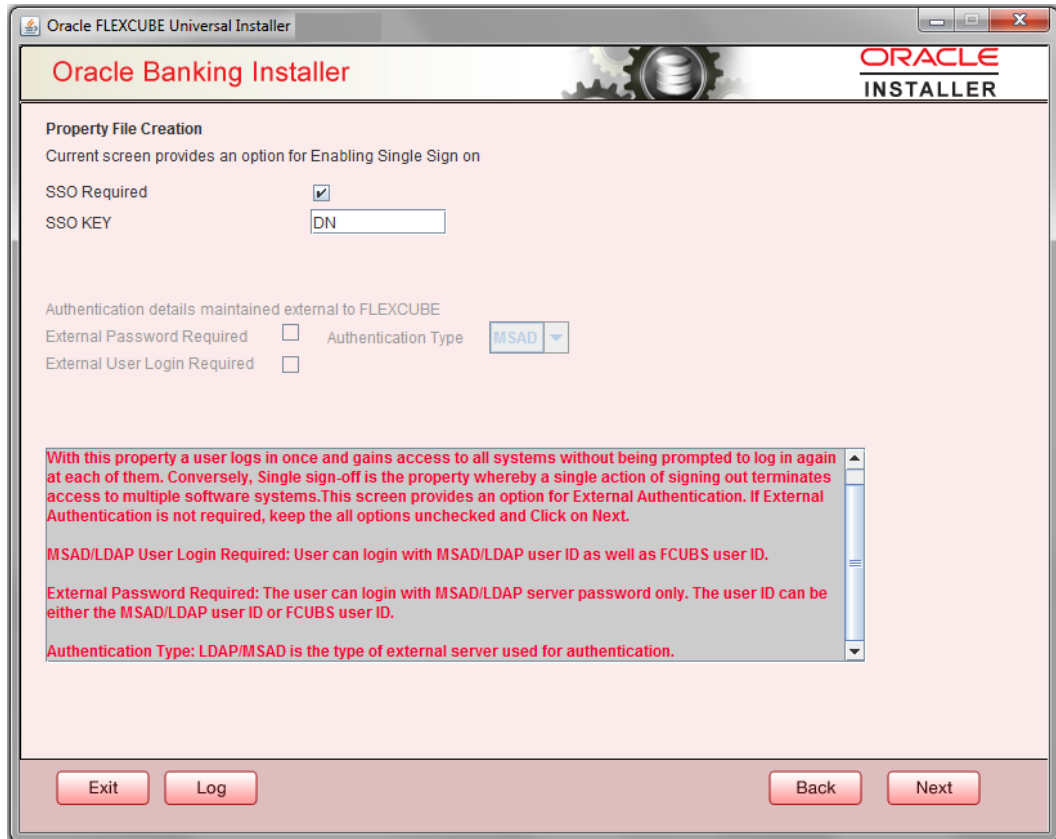 Oracle FLEXCUBE Universal Installer
Oracle Banking Installer
ORACLE
INSTALLER
Property File Creation
Current screen provides an option for Enabling Single Sign on
SSO Required
SSO KEY DN
Authentication details maintained external to FLEXCUBE
External Password Required Authentication Type MSAD
External User Login Required
With this property a user logs in once and gains access to all systems without being prompted to log in again
at each of them. Conversely, Single sign-off is the property whereby a single action of signing out terminates
access to multiple software systems.This screen provides an option for External Authentication. If External
Authentication is not required, keep the all options unchecked and Click on Next.
MSAD/LDAP User Login Required: User can login with MSAD/LDAP user ID as well as FCUBS user ID.
External Password Required: The user can login with MSAD/LDAP server password only. The user ID can be
either the MSAD/LDAP user ID or FCUBS user ID.
Authentication Type: LDAP/MSAD is the type of external server used for authentication.
Exit Log Back Next